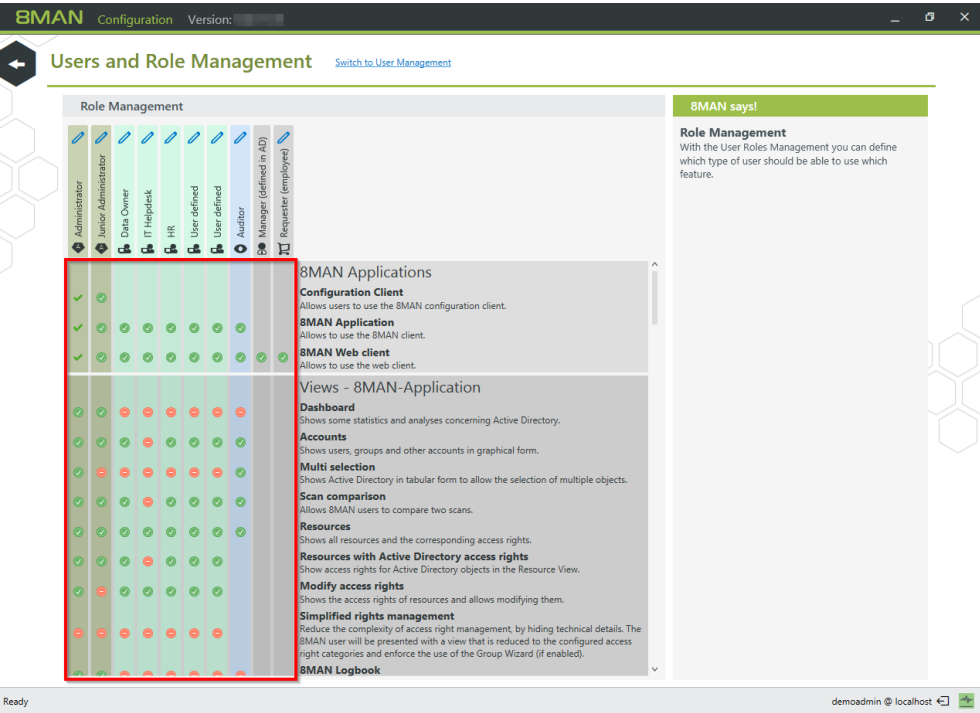 8MAN Configuration Version:
Users and Role Management Switch to User Management
Role Management
Administrator
Junior Administrator
Data Owner
IT Helpdesk
HR
User defined
User defined
Auditor
Manager (defined in AD)
Requester (employee)
8MAN Applications
Configuration Client
Allows users to use the 8MAN configuration client.
8MAN Application
Allows to use the 8MAN client.
8MAN Web client
Allows to use the web client.
Views - 8MAN-Application
Dashboard
Shows some statistics and analyses concerning Active Directory.
Accounts
Shows users, groups and other accounts in graphical form.
Multi selection
Shows Active Directory in tabular form to allow the selection of multiple objects.
Scan comparison
Allows 8MAN users to compare two scans.
Resources
Shows all resources and the corresponding access rights.
Resources with Active Directory access rights
Show access rights for Active Directory objects in the Resource View.
Modify access rights
Shows the access rights of resources and allows modifying them.
Simplified rights management
Reduce the complexity of access right management, by hiding technical details. The
8MAN user will be presented with a view that is reduced to the configured access
right categories and enforce the use of the Group Wizard (if enabled).
8MAN Logbook
8MAN says!
Role Management
With the User Roles Management you can define
which type of user should be able to use which
feature.
Ready
demoadmin @ localhost